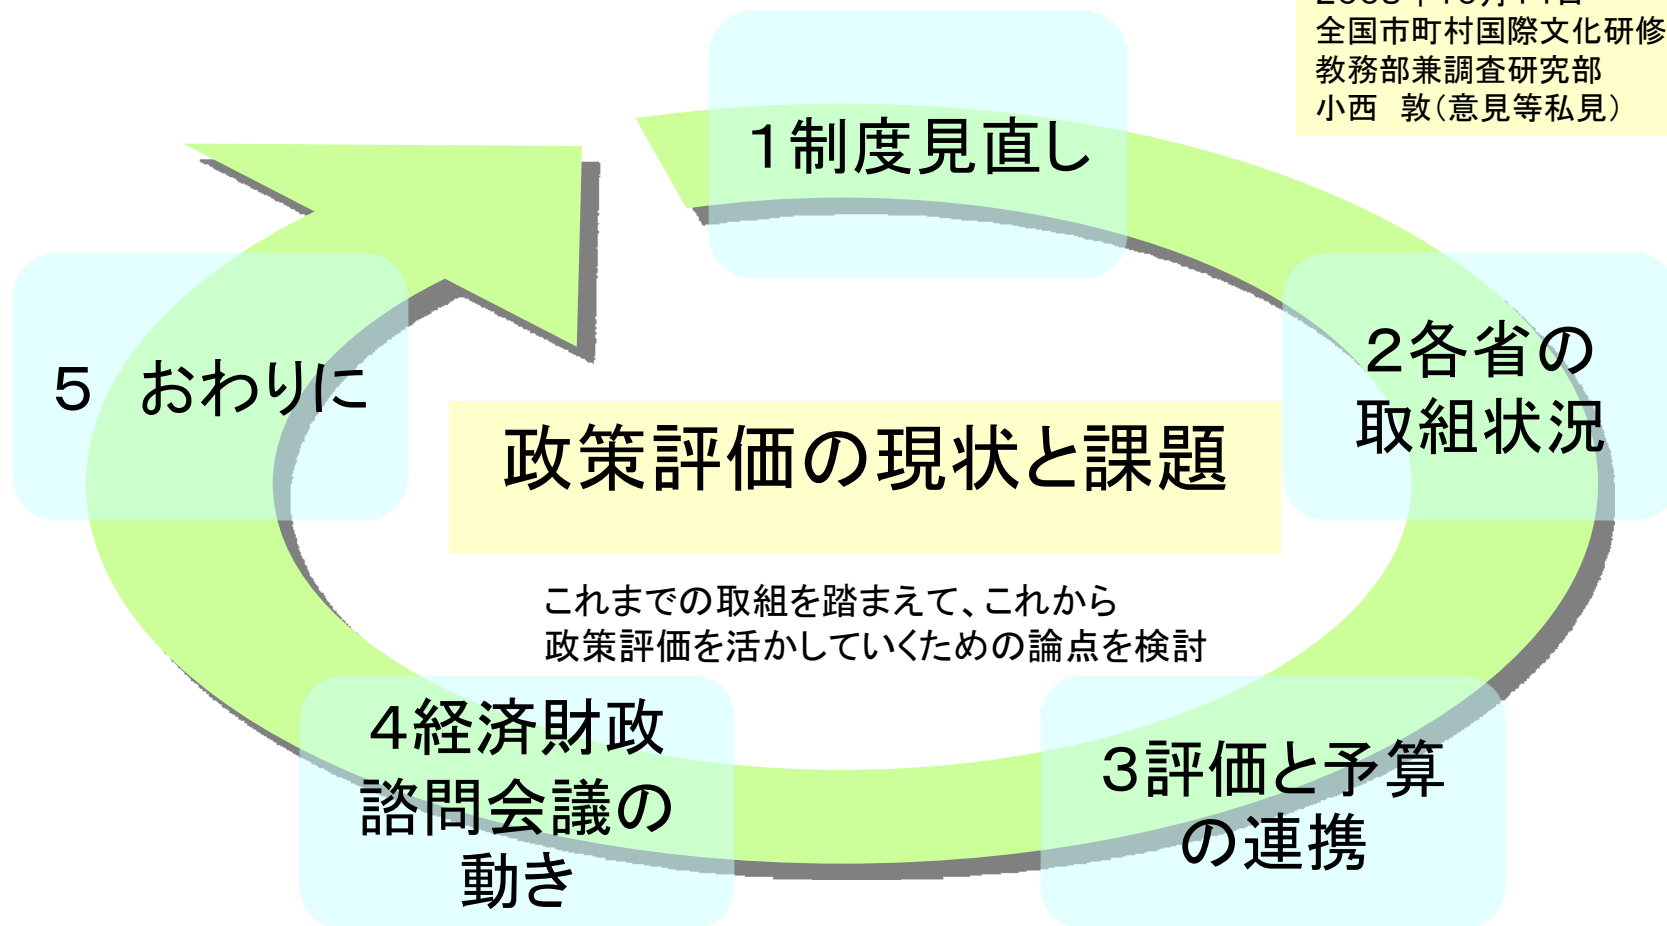 全国市町村国際文化研修
教務部兼調査研究部
小西　敦(意見等私見)
1制度見直し
2各省の
取組状況
3評価と予算
の連携
4経済財政
諮問会議の
動き
5　おわりに
政策評価の現状と課題
これまでの取組を踏まえて、これから
政策評価を活かしていくための論点を検討